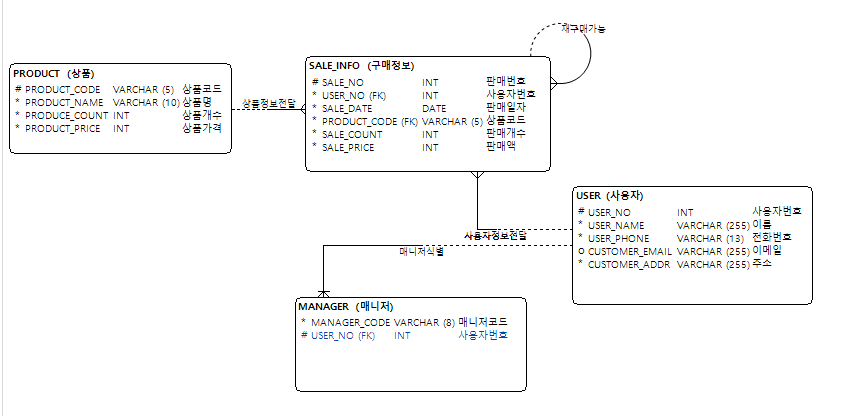 재구매가능
SALE_INFO (구매정보)
# SALE_NO INT 판매번호
* USER_NO (FK) INT 사용자번호
* SALE_DATE DATE 판매일자
* PRODUCT_CODE (FK) VARCHAR (5) 상품코드
* SALE_COUNT INT 판매개수
* SALE_PRICE INT 판매액
PRODUCT (상품)
# PRODUCT_CODE VARCHAR (5) 상품코드
* PRODUCT_NAME VARCHAR (10) 상품명
* PRODUCE_COUNT INT 상품개수
* PRODUCT_PRICE INT 상품가격
상품정보전달
USER (사용자)
# USER_NO INT 사용자번호
* USER_NAME VARCHAR (255) 이름
* USER_PHONE VARCHAR (13) 전화번호
o CUSTOMER_EMAIL VARCHAR (255) 이메일
* CUSTOMER_ADDR VARCHAR (255) 주소
사용자정보전달
매니저식별
MANAGER (매니저)
* MANAGER_CODE VARCHAR (8) 매니저코드
# USER_NO (FK) INT 사용자번호